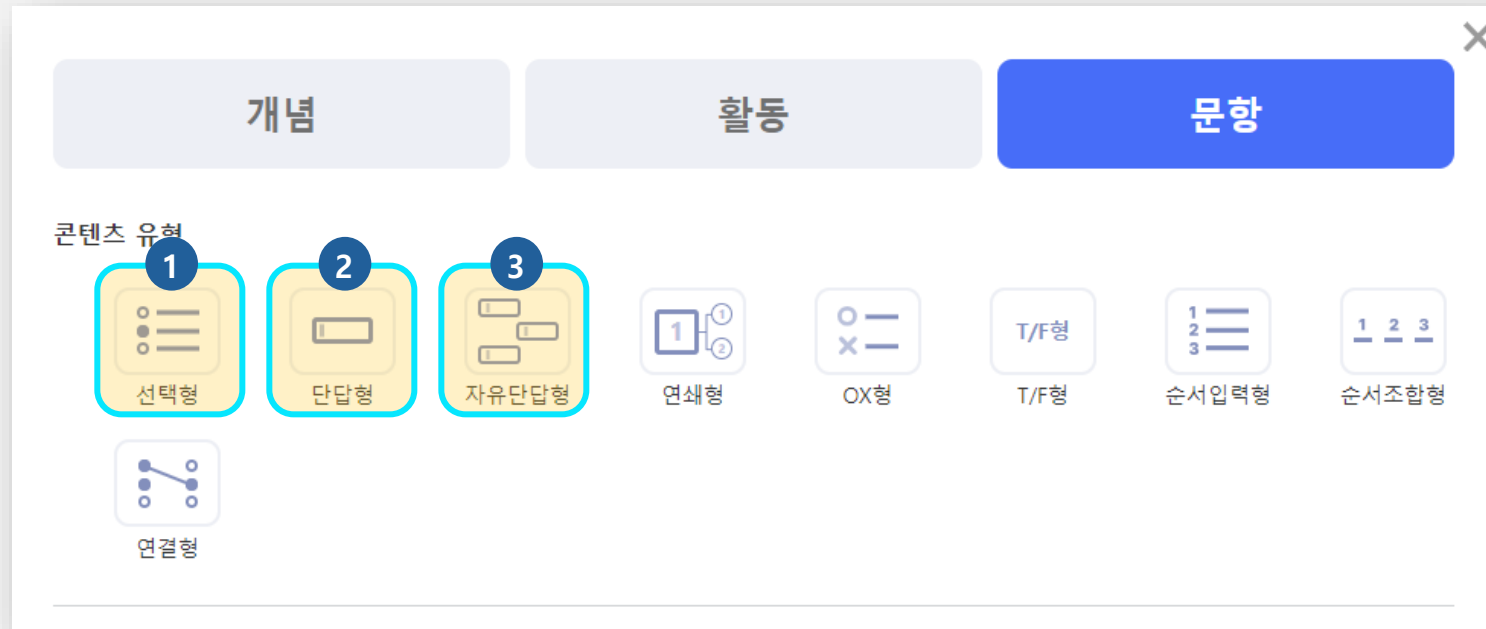 개념 활동 문항
콘텐츠 유형
1 2 3
1 1 2 T/F형 1 2 3 1 2 3
선택형 단답형 자유단답형 연쇄형 OX형 T/F형 순서입력형 순서조합형
연결형